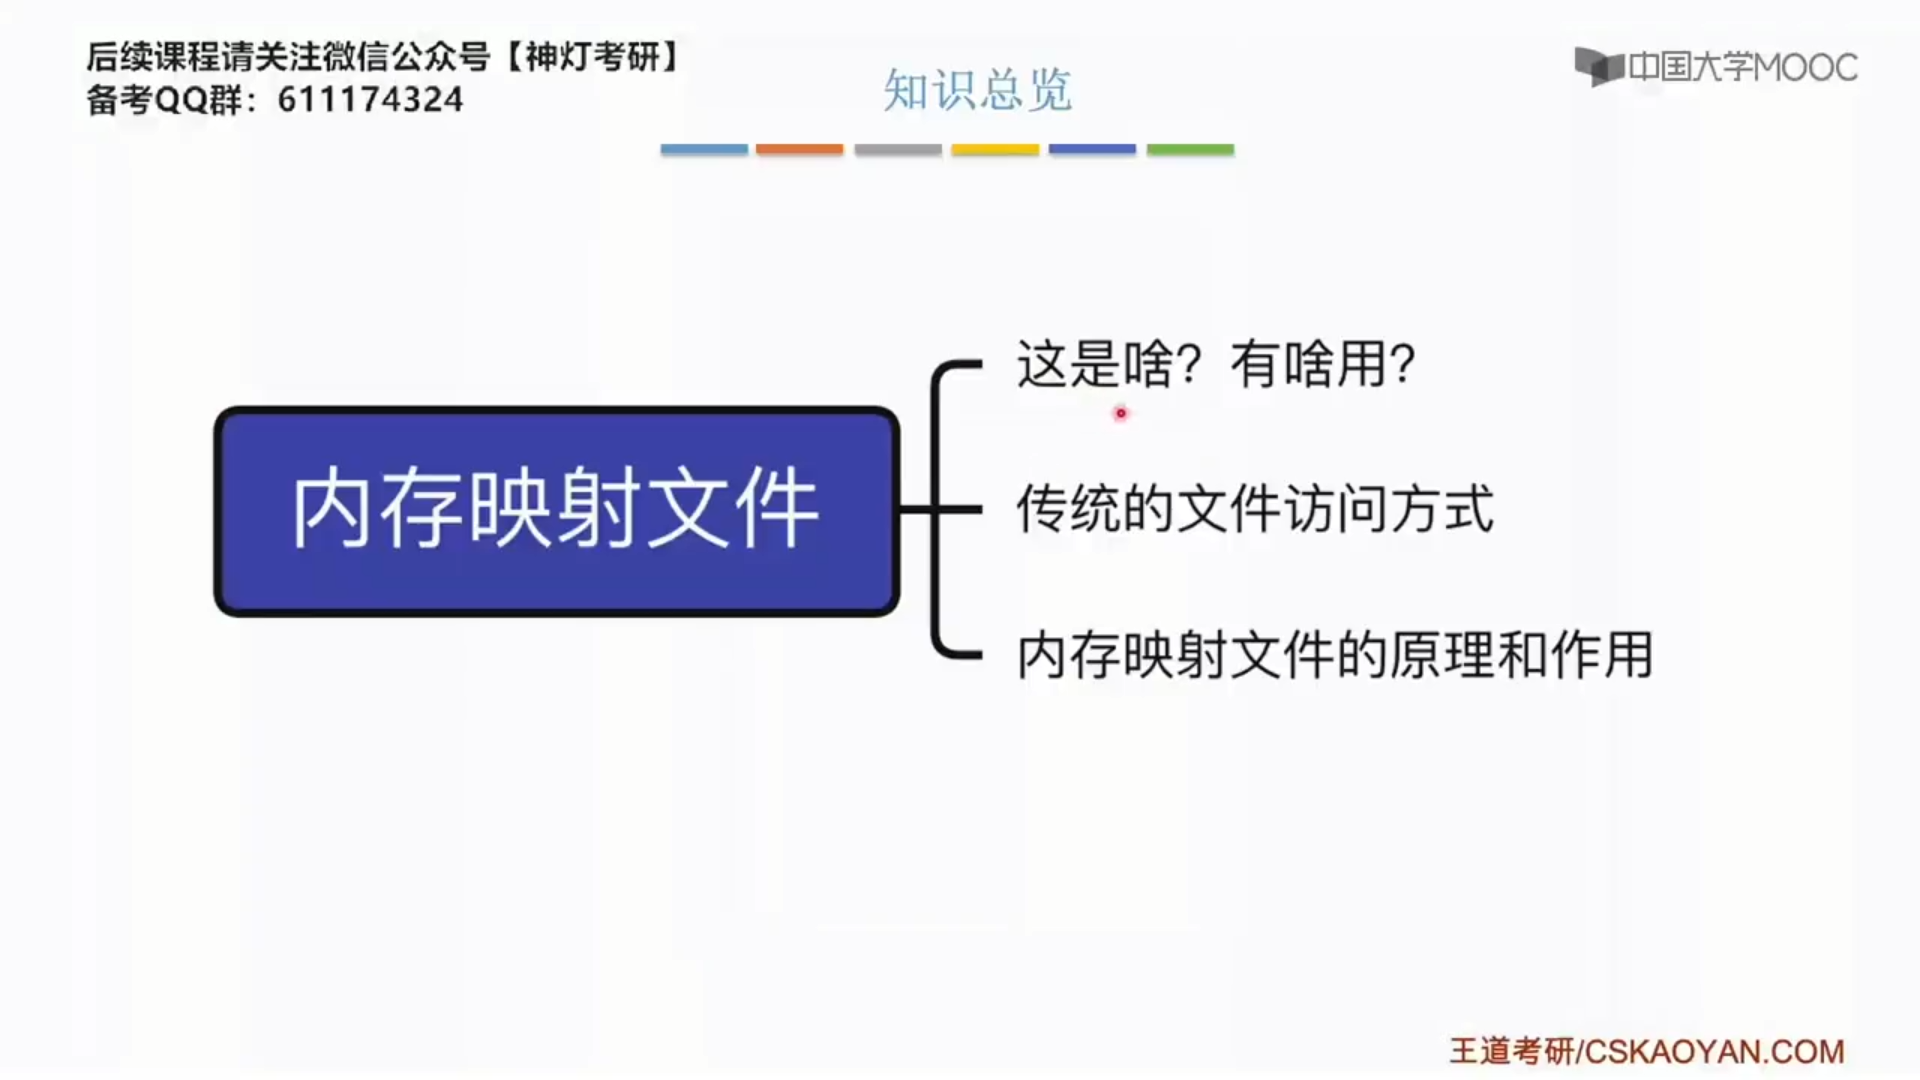 后续课程请关注微信公众号【神灯考研】
备考QQ群：611174324
知识总览
中国大学MOOC
内存映射文件
这是啥？有啥用？
传统的文件访问方式
内存映射文件的原理和作用
王道考研/CSKAOYAN.COM